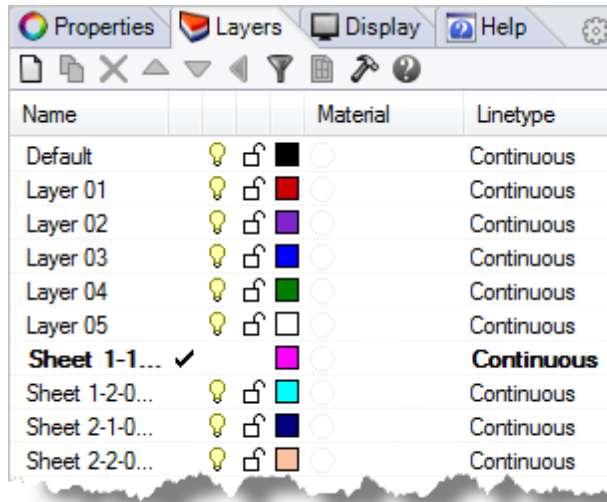 Properties Layers Display Help
Name Material Linetype
Default Continuous
Layer 01 Continuous
Layer 02 Continuous
Layer 03 Continuous
Layer 04 Continuous
Layer 05 Continuous
Sheet 1-1... Continuous
Sheet 1-2-0... Continuous
Sheet 2-1-0... Continuous
Sheet 2-2-0... Continuous